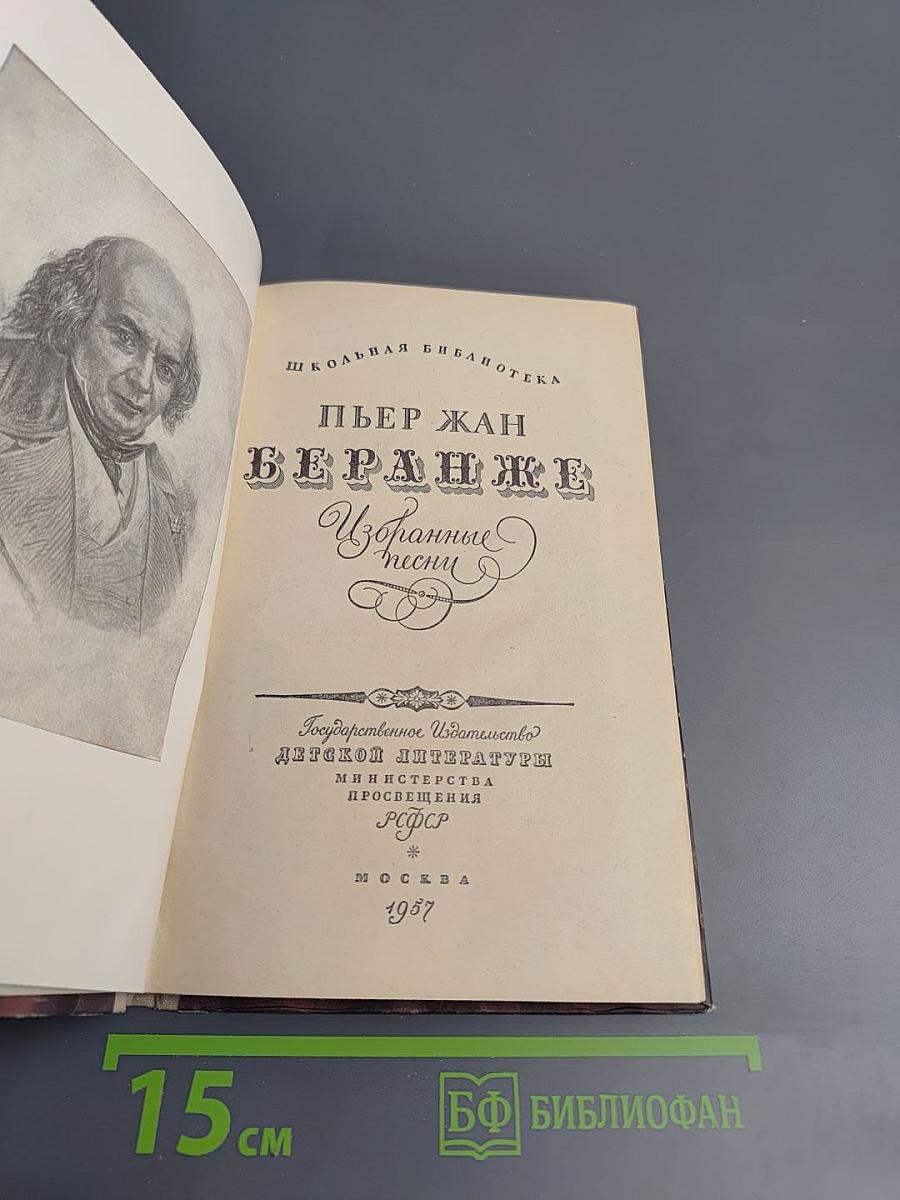 ШКОЛЬНАЯ БИБЛИОТЕКА
ПЬЕР ЖАН
БЕРАНЖЕ
Избранные
песни
Государственное Издательство
ДЕТСКОЙ ЛИТЕРАТУРЫ
МИНИСТЕРСТВА
ПРОСВЕЩЕНИЯ
РСФСР
МОСКВА
1957
15 см
БФ БИБЛИОФАН